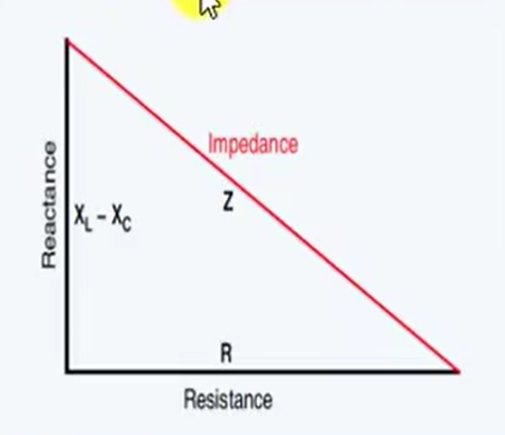 Impedance
Z
Reactance
X_L – X_C
R
Resistance